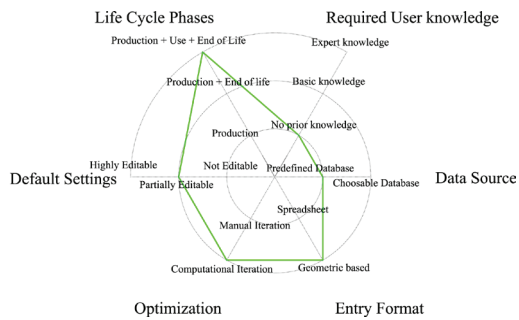 Life Cycle Phases
Required User knowledge
Production + Use + End of Life
Expert knowledge
Production + End of life
Basic knowledge
Production
No prior knowledge
Highly Editable
Not Editable
Predefined Database
Default Settings
Partially Editable
Choosable Database
Data Source
Spreadsheet
Manual Iteration
Computational Iteration
Geometric based
Optimization
Entry Format